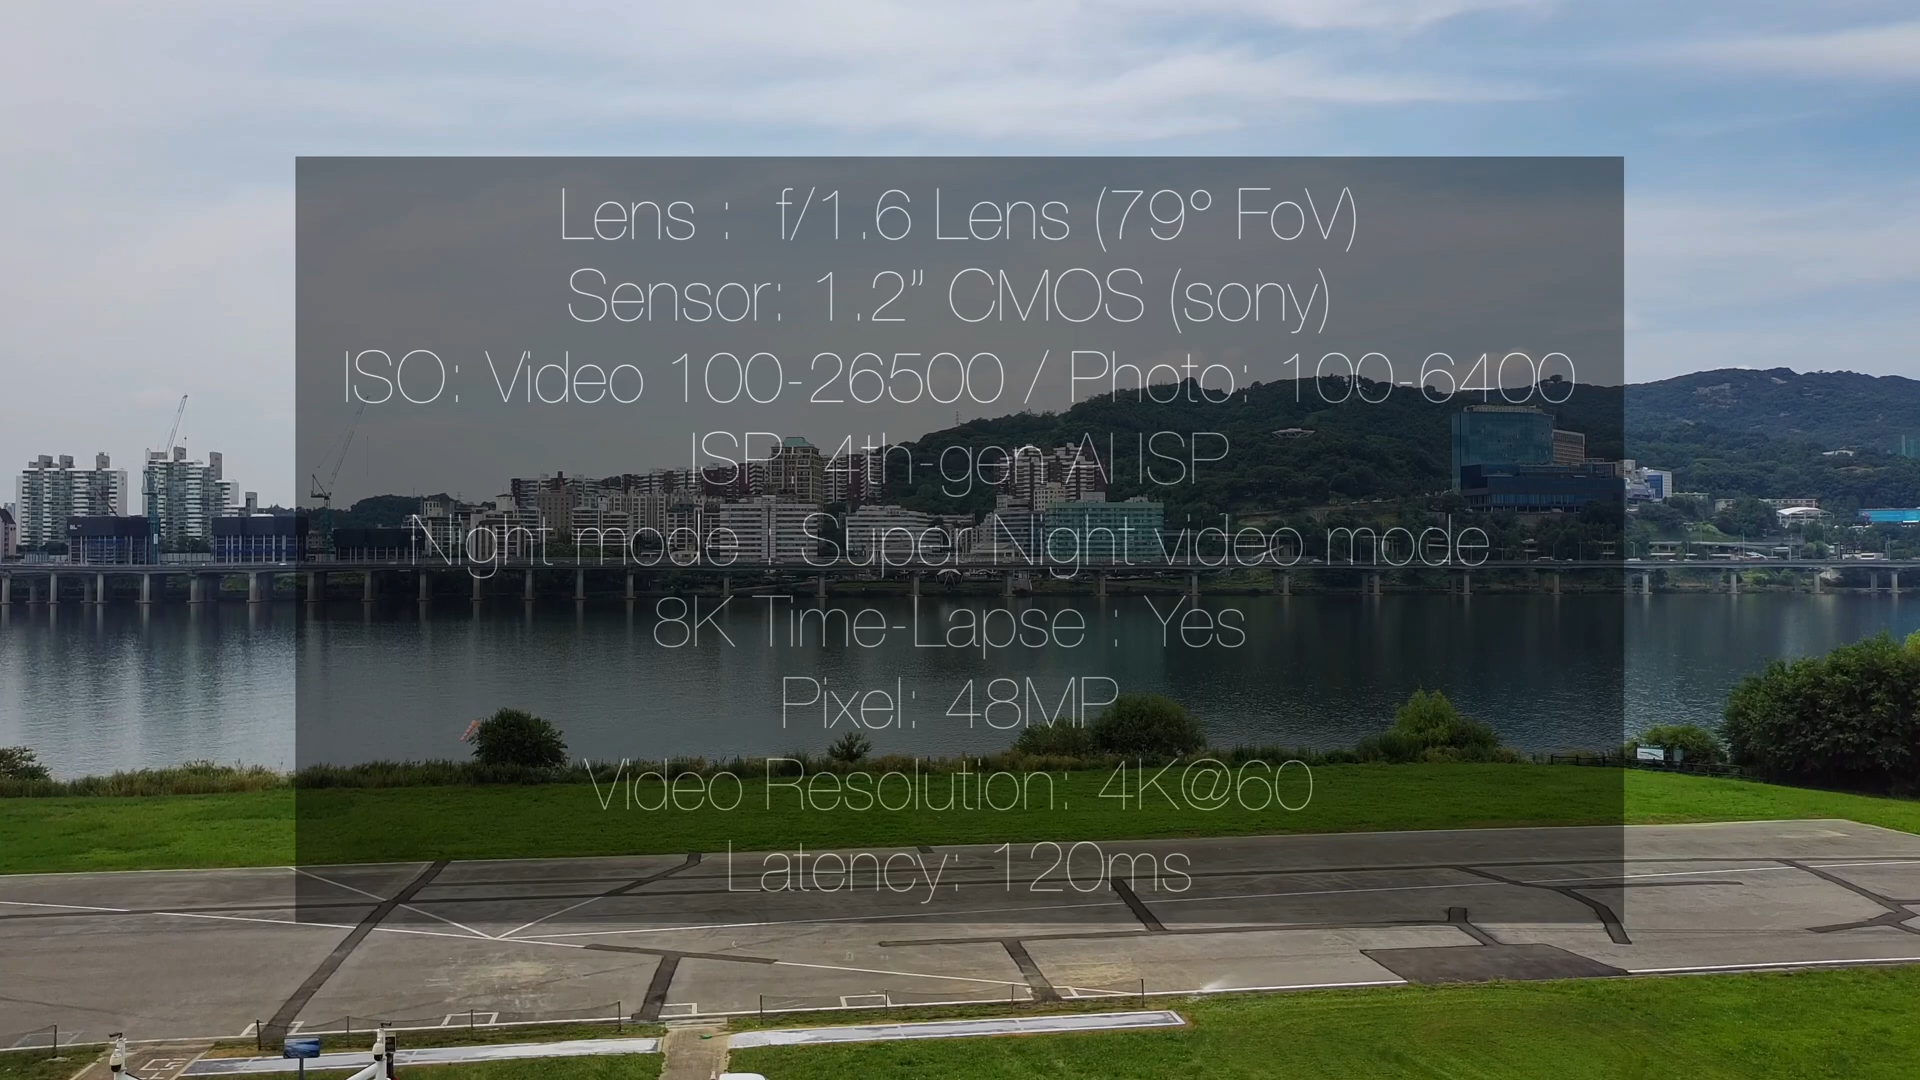 Lens :  f/1.6 Lens (79° FoV)
Sensor: 1.2” CMOS (sony)
ISO: Video 100-26500 / Photo: 100-6400
ISP: 4th-gen AI ISP
Night mode : Super Night video mode
8K Time-Lapse : Yes
Pixel: 48MP
Video Resolution: 4K@60
Latency: 120ms